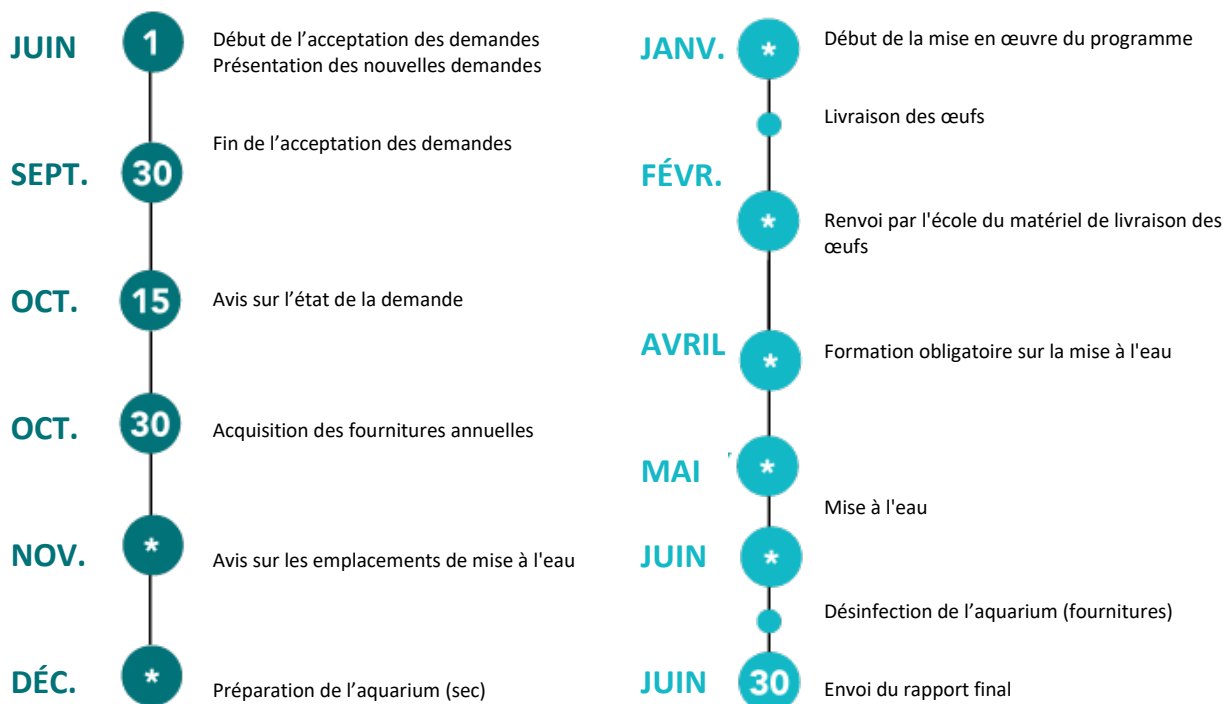 JUIN
1
Début de l’acceptation des demandes
Présentation des nouvelles demandes
SEPT.
30
Fin de l’acceptation des demandes
OCT.
15
Avis sur l’état de la demande
OCT.
30
Acquisition des fournitures annuelles
NOV.
*
Avis sur les emplacements de mise à l'eau
DÉC.
*
Préparation de l’aquarium (sec)
JANV.
*
Début de la mise en œuvre du programme
Livraison des œufs
FÉVR.
*
Renvoi par l'école du matériel de livraison des
œufs
AVRIL
*
Formation obligatoire sur la mise à l'eau
MAI
*
Mise à l'eau
JUIN
*
Désinfection de l’aquarium (fournitures)
JUIN
30
Envoi du rapport final